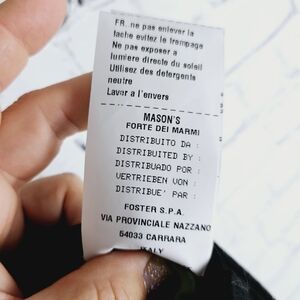 FR. ne pas enlever la
tache evitez le trempage
Ne pas exposer a
lumiere directe du soleil
Utilisez des detergents
neutre
Lavar a l'envers
MASON'S
FORTE DEI MARMI
DISTRIBUITO DA :
DISTRIBUTED BY :
DISTRIBUADO POR :
VERTRIEBEN VON :
DISTRIBUE' PAR :
FOSTER S.P.A.
VIA PROVINCIALE NAZZANO
54033 CARRARA
ITALY